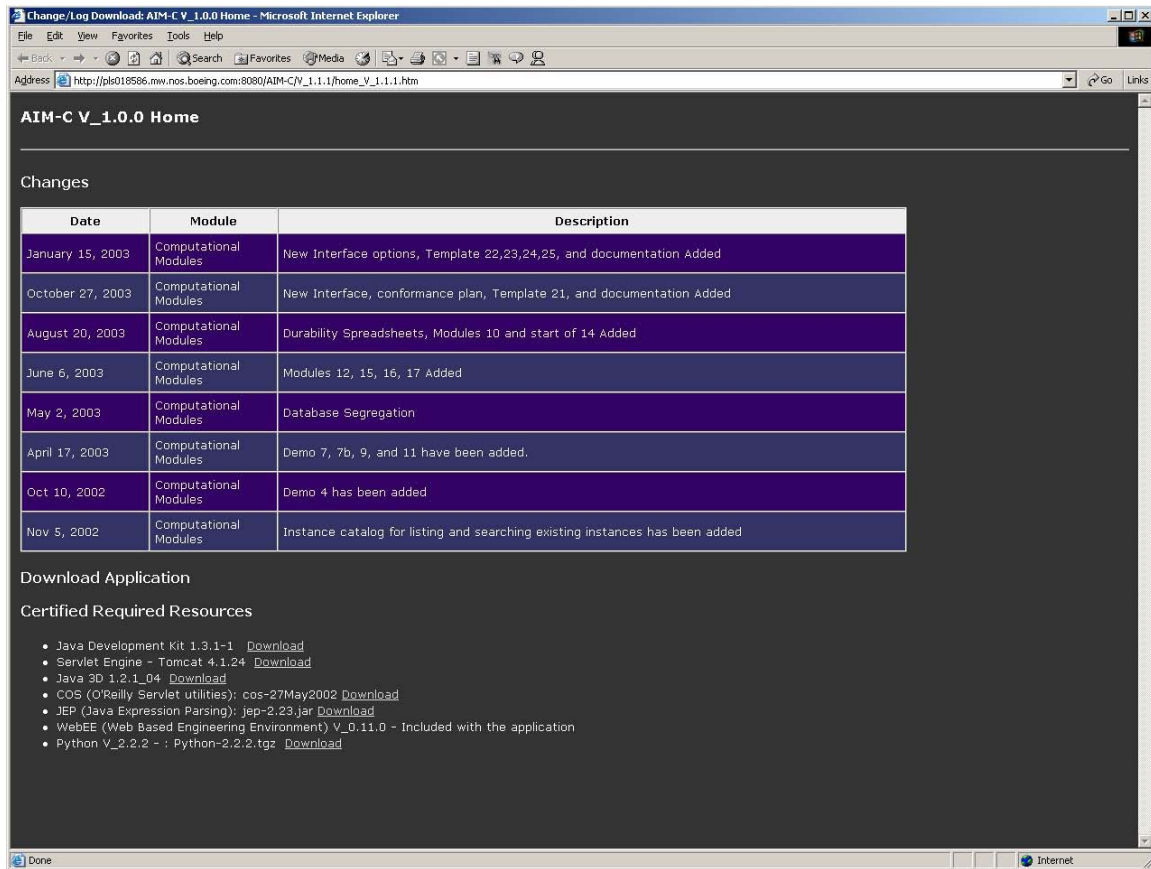 Change/Log Download: AIM-C V_1.0.0 Home - Microsoft Internet Explorer
File Edit View Favorites Tools Help
Back Search Favorites Media
Address http://pls018586.mw.nos.boeing.com:8080/AIM-C/V_1.1.1/home_V_1.1.1.htm Go Links
AIM-C V_1.0.0 Home
Changes
Date Module Description
January 15, 2003 Computational Modules New Interface options, Template 22,23,24,25, and documentation Added
October 27, 2003 Computational Modules New Interface, conformance plan, Template 21, and documentation Added
August 20, 2003 Computational Modules Durability Spreadsheets, Modules 10 and start of 14 Added
June 6, 2003 Computational Modules Modules 12, 15, 16, 17 Added
May 2, 2003 Computational Modules Database Segregation
April 17, 2003 Computational Modules Demo 7, 7b, 9, and 11 have been added.
Oct 10, 2002 Computational Modules Demo 4 has been added
Nov 5, 2002 Computational Modules Instance catalog for listing and searching existing instances has been added
Download Application
Certified Required Resources
• Java Development Kit 1.3.1-1 Download
• Servlet Engine - Tomcat 4.1.24 Download
• Java 3D 1.2.1_04 Download
• COS (O'Reilly Servlet utilities): cos-27May2002 Download
• JEP (Java Expression Parsing): jep-2.23.jar Download
• WebEE (Web Based Engineering Environment) V_0.11.0 - Included with the application
• Python V_2.2.2 - : Python-2.2.2.tgz Download
Done Internet